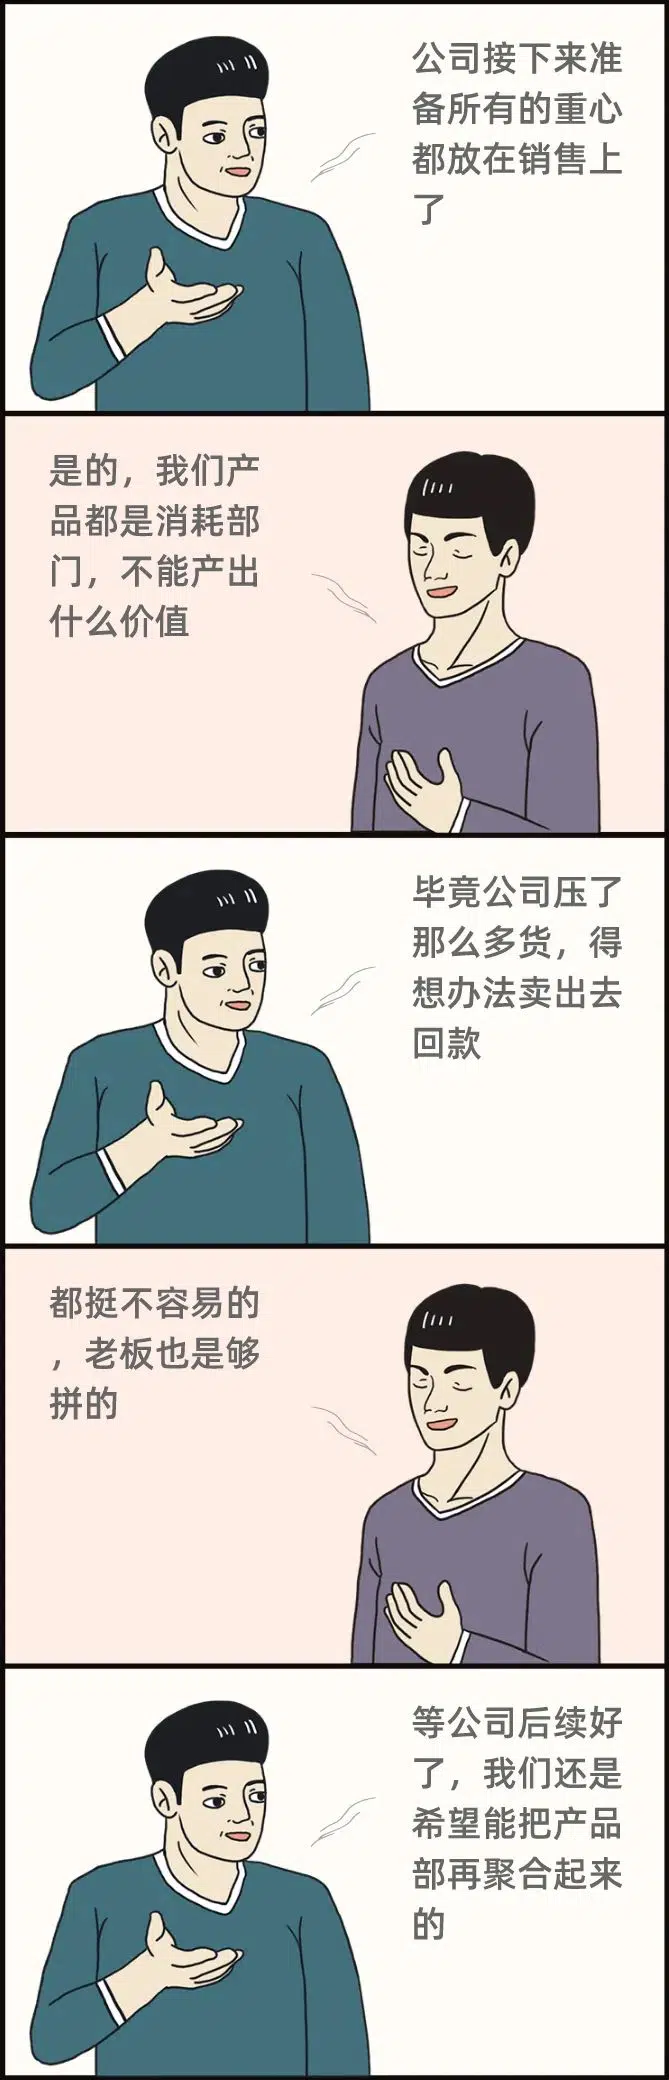 公司接下来准
备所有的重心
都放在销售上
了
是的，我们产
品都是消耗部
门，不能产出
什么价值
毕竟公司压了
那么多货，得
想办法卖出去
回款
都挺不容易的
，老板也是够
拼的
等公司后续好
了，我们还是
希望能把产品
部再聚合起来
的